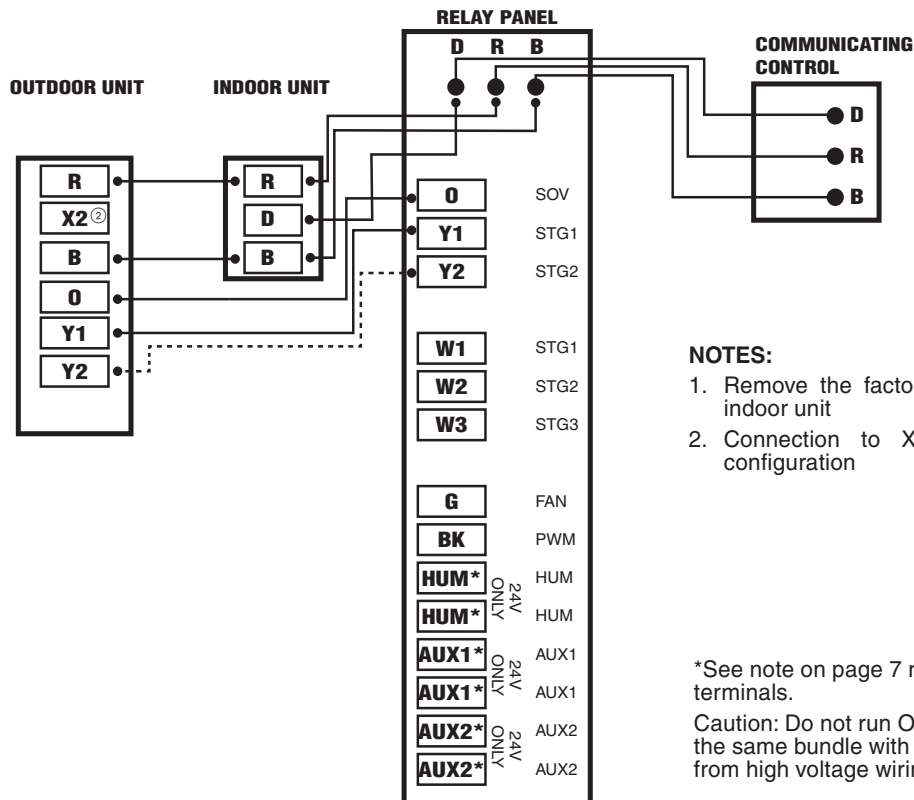 RELAY PANEL
D R B
COMMUNICATING
CONTROL
D
R
B
OUTDOOR UNIT
R
X2②
B
O
Y1
Y2
INDOOR UNIT
R
D
B
O SOV
Y1 STG1
Y2 STG2
W1 STG1
W2 STG2
W3 STG3
G FAN
BK PWM
HUM* HUM
HUM* HUM
24V
ONLY
AUX1* AUX1
AUX1* AUX1
24V
ONLY
AUX2* AUX2
AUX2* AUX2
24V
ONLY
NOTES:
1. Remove the
indoor unit
2. Connection to
configuration
*See note on page 7
terminals.
Caution: Do not run
the same bundle with
from high voltage